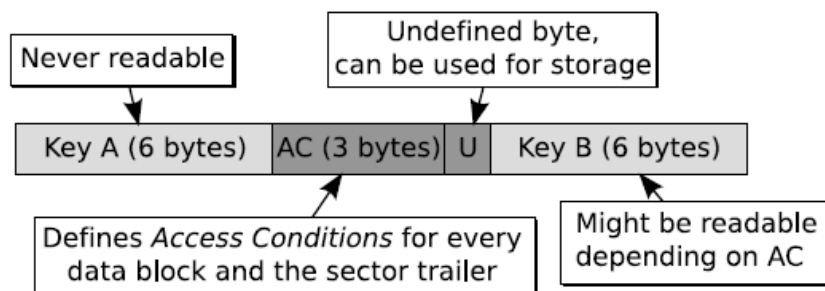 Never readable
Undefined byte,
can be used for storage
Key A (6 bytes)
AC (3 bytes)
U
Key B (6 bytes)
Defines Access Conditions for every
data block and the sector trailer
Might be readable
depending on AC